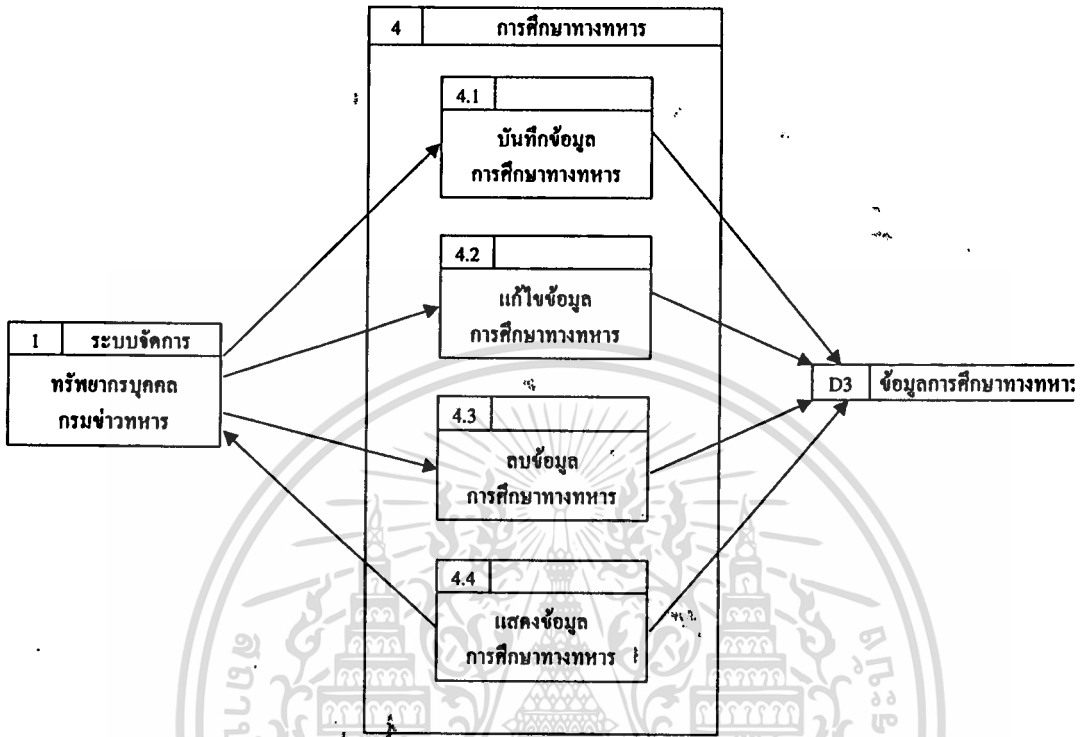 4 การศึกษาทางทหาร
4.1
บันทึกข้อมูล
การศึกษาทางทหาร
4.2
แก้ไขข้อมูล
การศึกษาทางทหาร
1 ระบบจัดการ
ทรัพยากรบุคคล
กรมข่าวทหาร
D3 ข้อมูลการศึกษาทางทหาร
4.3
ลบข้อมูล
การศึกษาทางทหาร
4.4
แสดงข้อมูล
การศึกษาทางทหาร